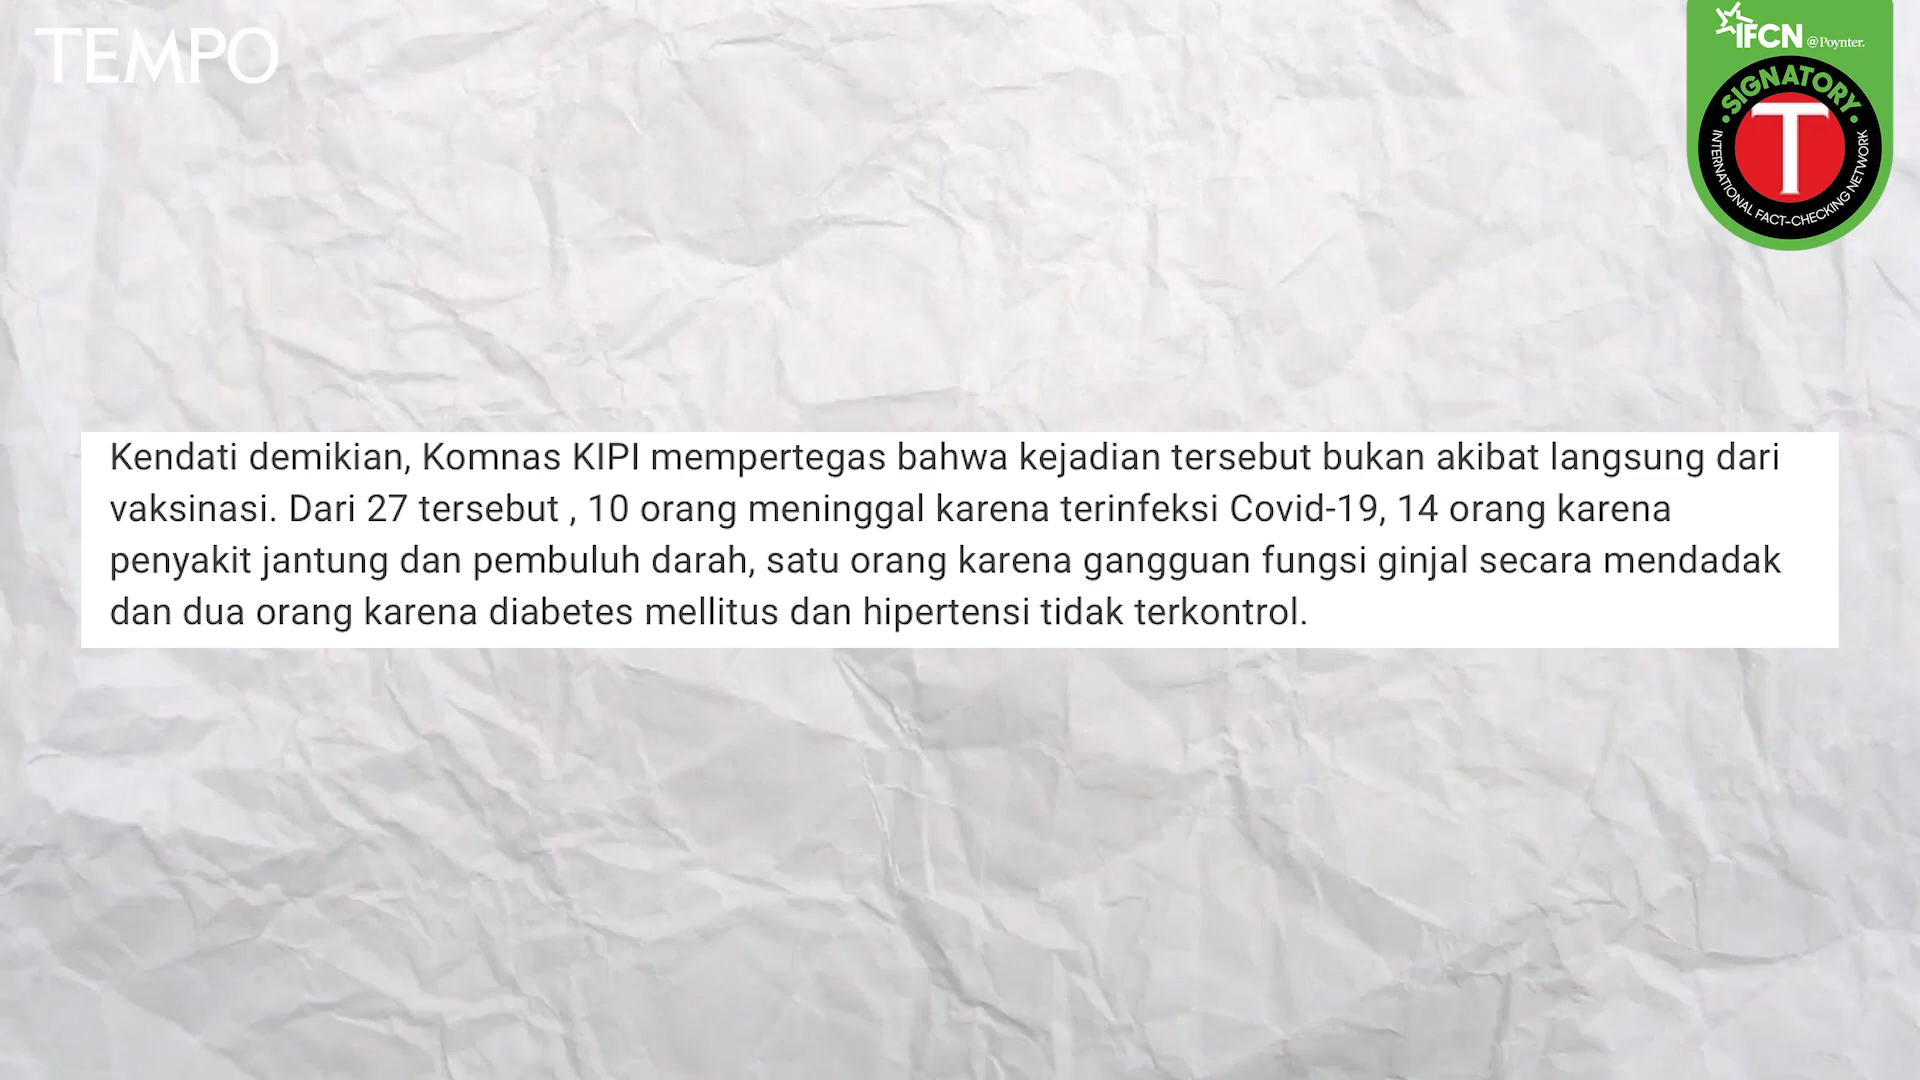 TEMPO
IFCN @Poynter.
SIGNATORY
T
INTERNATIONAL FACT-CHECKING NETWORK
Kendati demikian, Komnas KIPI mempertegas bahwa kejadian tersebut bukan akibat langsung dari
vaksinasi. Dari 27 tersebut , 10 orang meninggal karena terinfeksi Covid-19, 14 orang karena
penyakit jantung dan pembuluh darah, satu orang karena gangguan fungsi ginjal secara mendadak
dan dua orang karena diabetes mellitus dan hipertensi tidak terkontrol.